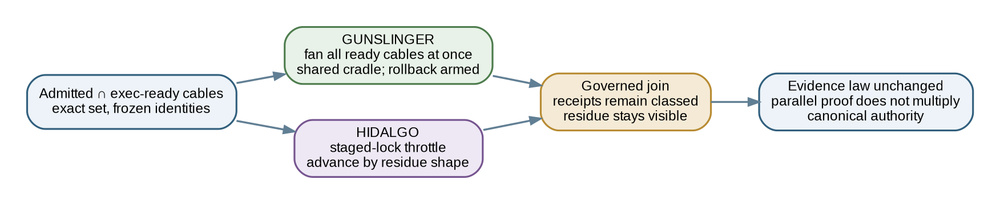 Admitted ∩ exec-ready cables
exact set, frozen identities
GUNSLINGER
fan all ready cables at once
shared cradle; rollback armed
HIDALGO
staged-lock throttle
advance by residue shape
Governed join
receipts remain classed
residue stays visible
Evidence law unchanged
parallel proof does not multiply
canonical authority